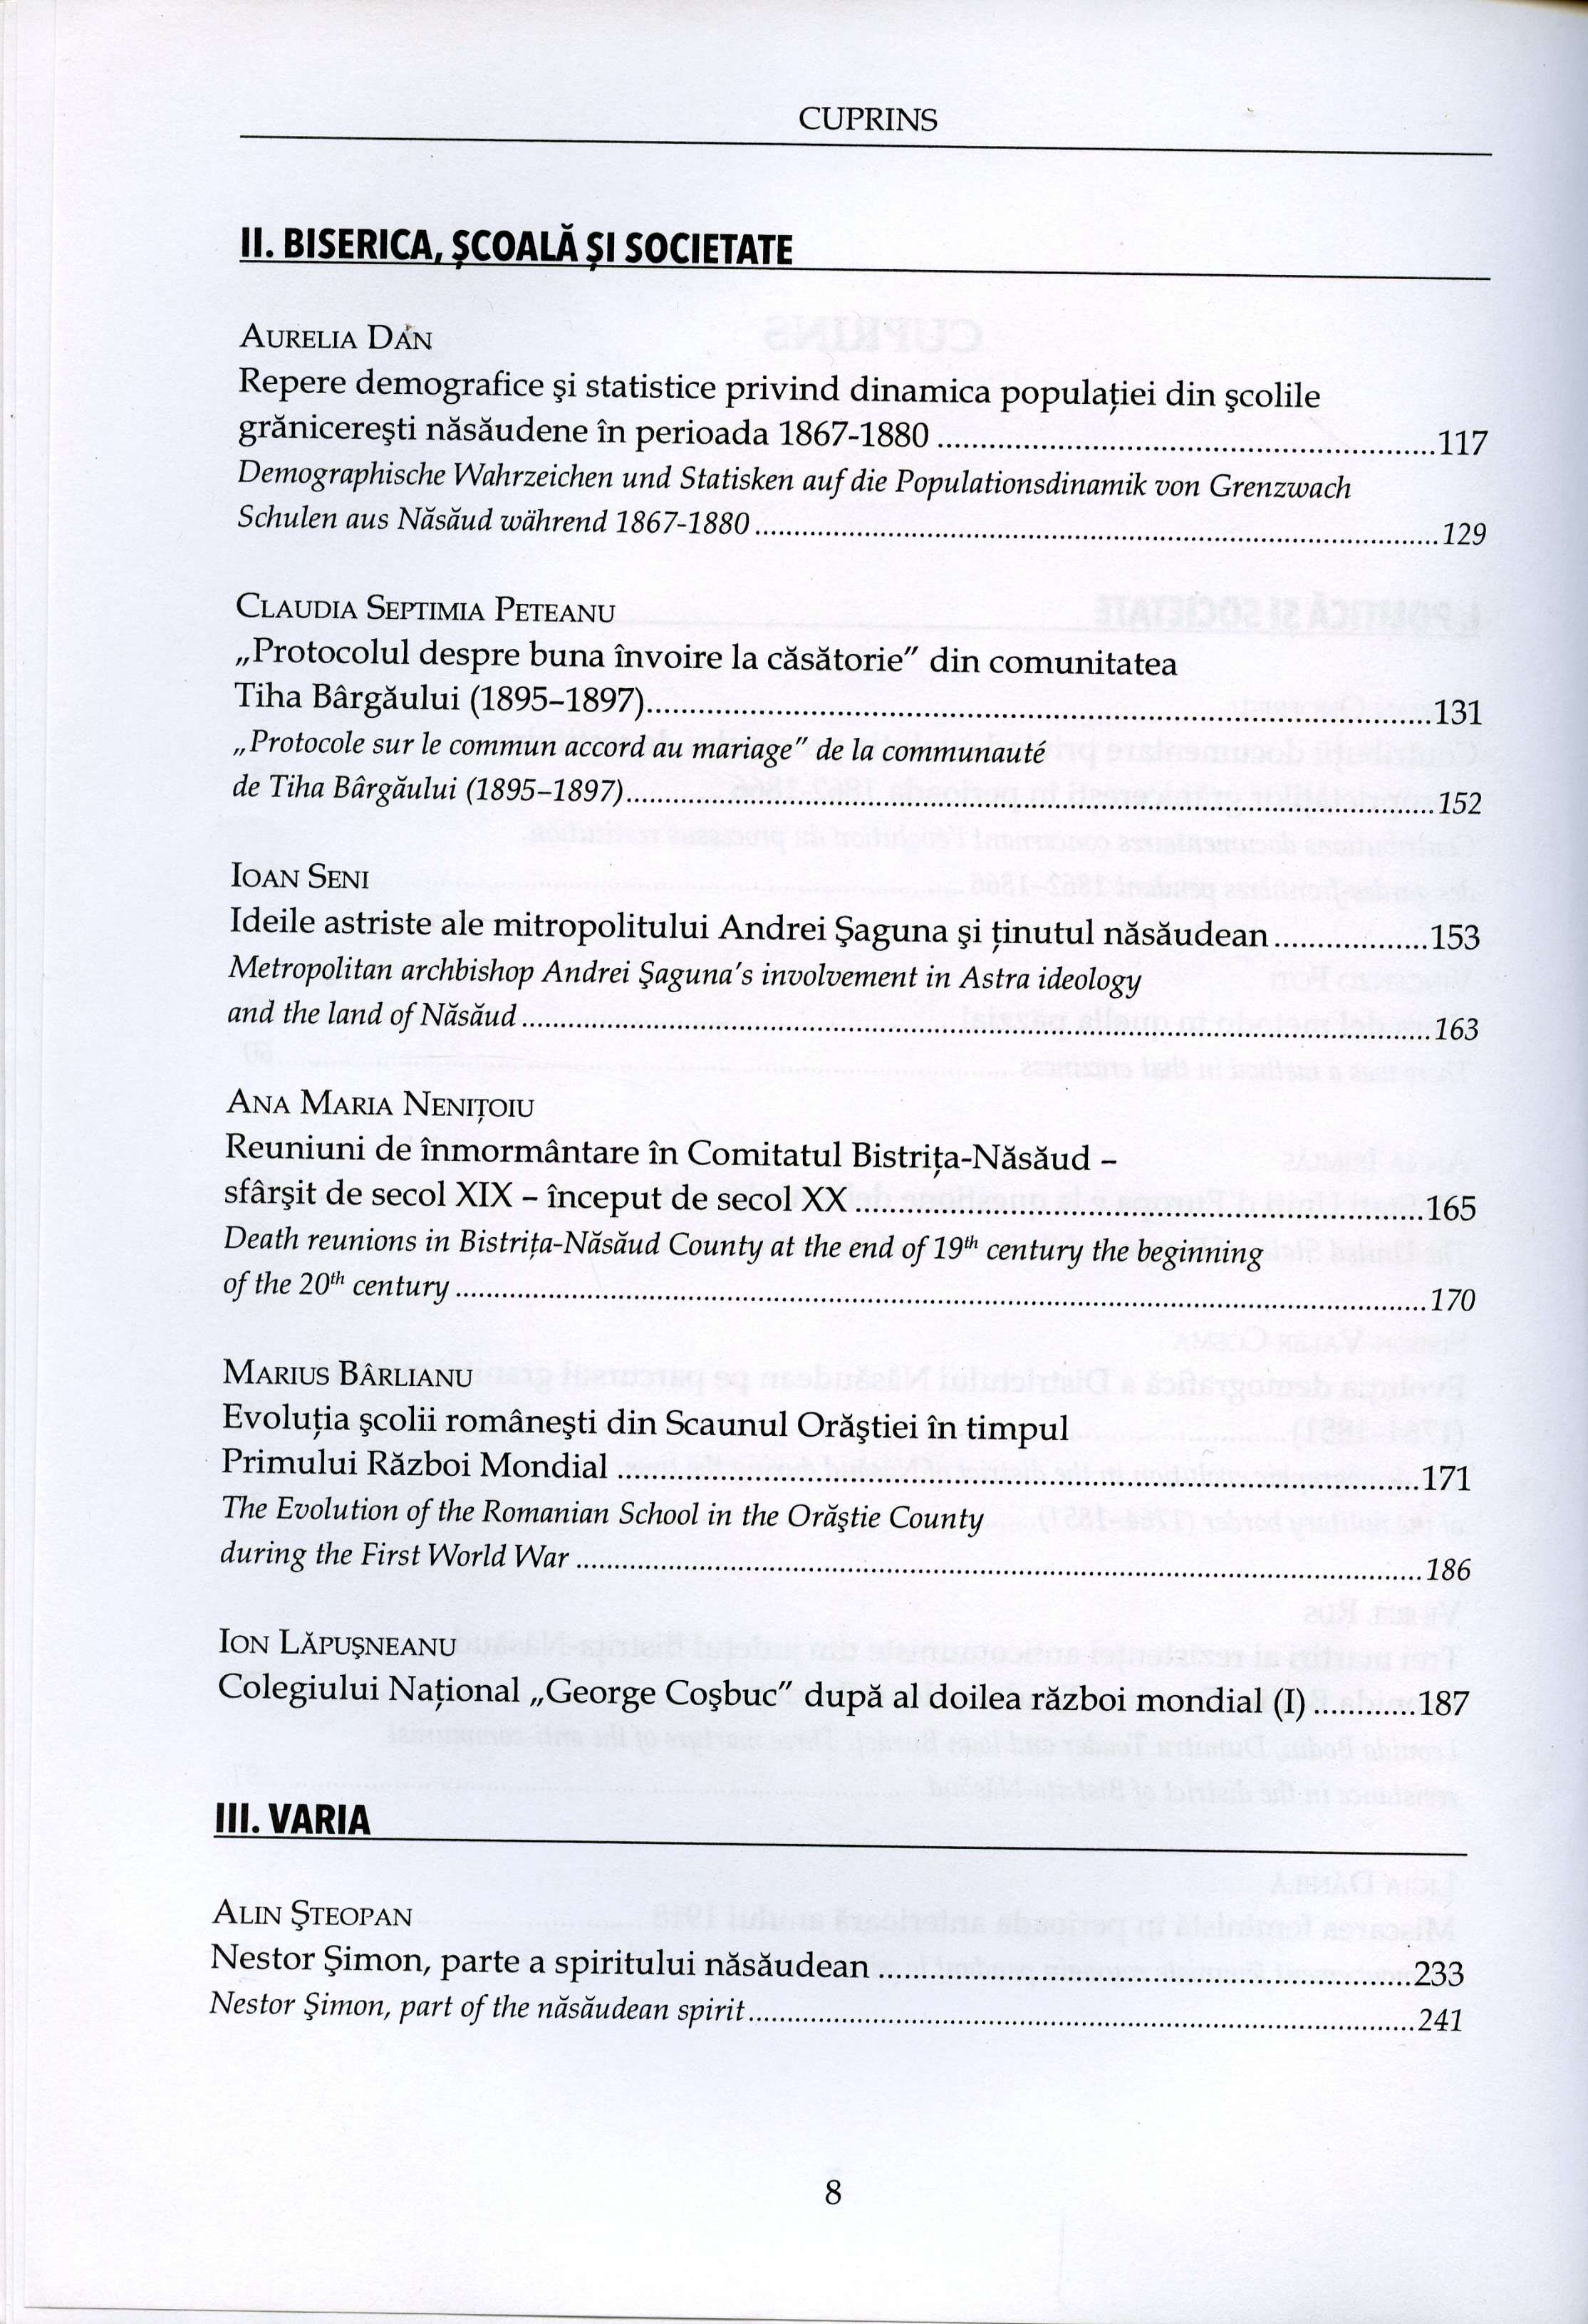 CUPRINS
II. BISERICA, ŞCOALĂ ŞI SOCIETATE
AURELIA DAN
Repere demografice şi statistice privind dinamica populaţiei din şcolile
grănicereşti năsăudene în perioada 1867-1880 ........................................................117
Demographische Wahrzeichen und Statisken auf die Populationsdinamik von Grenzwach
Schulen aus Năsăud während 1867-1880 ........................................................129
CLAUDIA SEPTIMIA PETEANU
„Protocolul despre buna învoire la căsătorie” din comunitatea
Tiha Bârgăului (1895–1897)........................................................131
„Protocole sur le commun accord au mariage” de la communauté
de Tiha Bârgăului (1895–1897)........................................................152
IOAN SENI
Ideile astriste ale mitropolitului Andrei Şaguna şi ţinutul năsăudean..................153
Metropolitan archbishop Andrei Şaguna's involvement in Astra ideology
and the land of Năsăud ........................................................163
ANA MARIA NENIŢOIU
Reuniuni de înmormântare în Comitatul Bistriţa-Năsăud –
sfârşit de secol XIX – început de secol XX ........................................................165
Death reunions in Bistriţa-Năsăud County at the end of 19th century the beginning
of the 20th century ........................................................170
MARIUS BÂRLIANU
Evoluţia şcolii româneşti din Scaunul Orăştiei în timpul
Primului Război Mondial ........................................................171
The Evolution of the Romanian School in the Orăştie County
during the First World War ........................................................186
ION LĂPUŞNEANU
Colegiului Naţional „George Coşbuc” după al doilea război mondial (I) ............187
III. VARIA
ALIN ŞTEOPAN
Nestor Şimon, parte a spiritului năsăudean ........................................................233
Nestor Şimon, part of the năsăudean spirit........................................................241
8